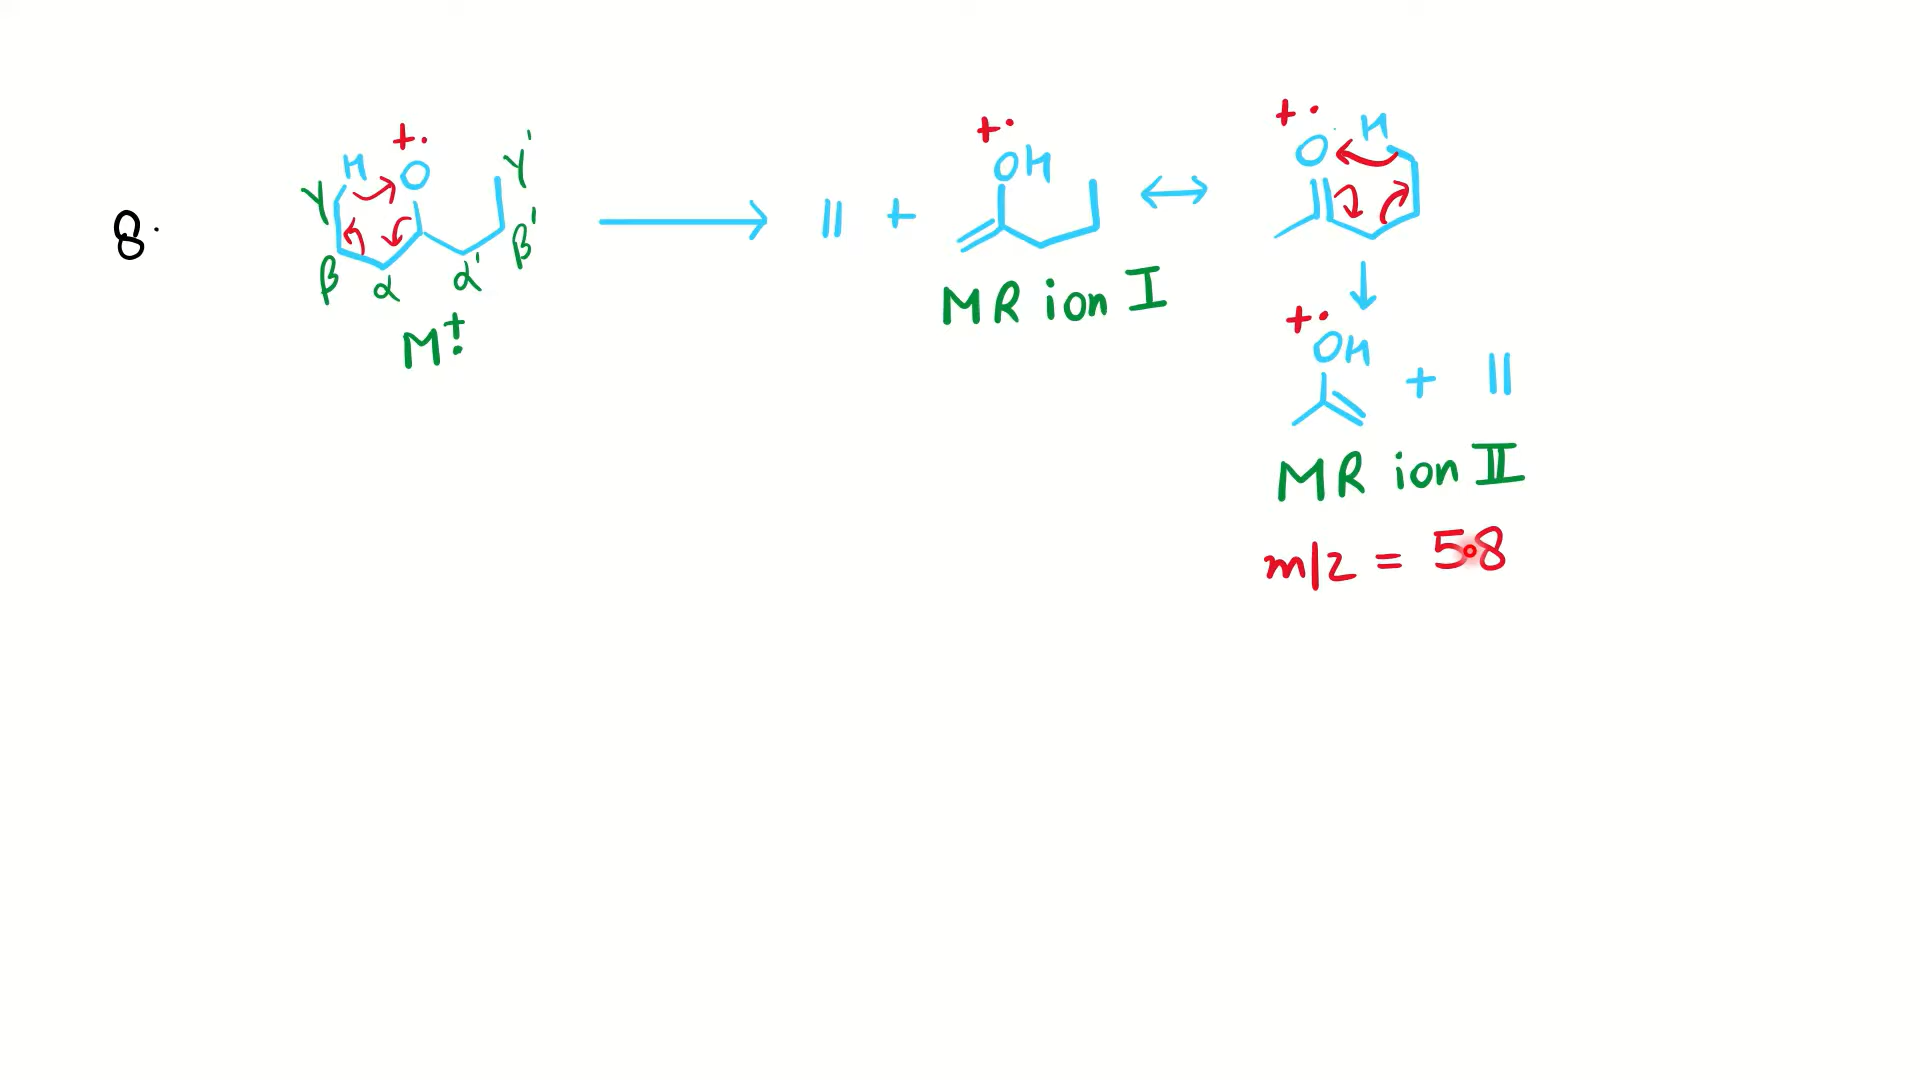 8.
H O +.
γ β α α' β' γ'
M+.
+ OH +.
MR ion I
+. O H
+. OH +
MR ion II
m/z = 58